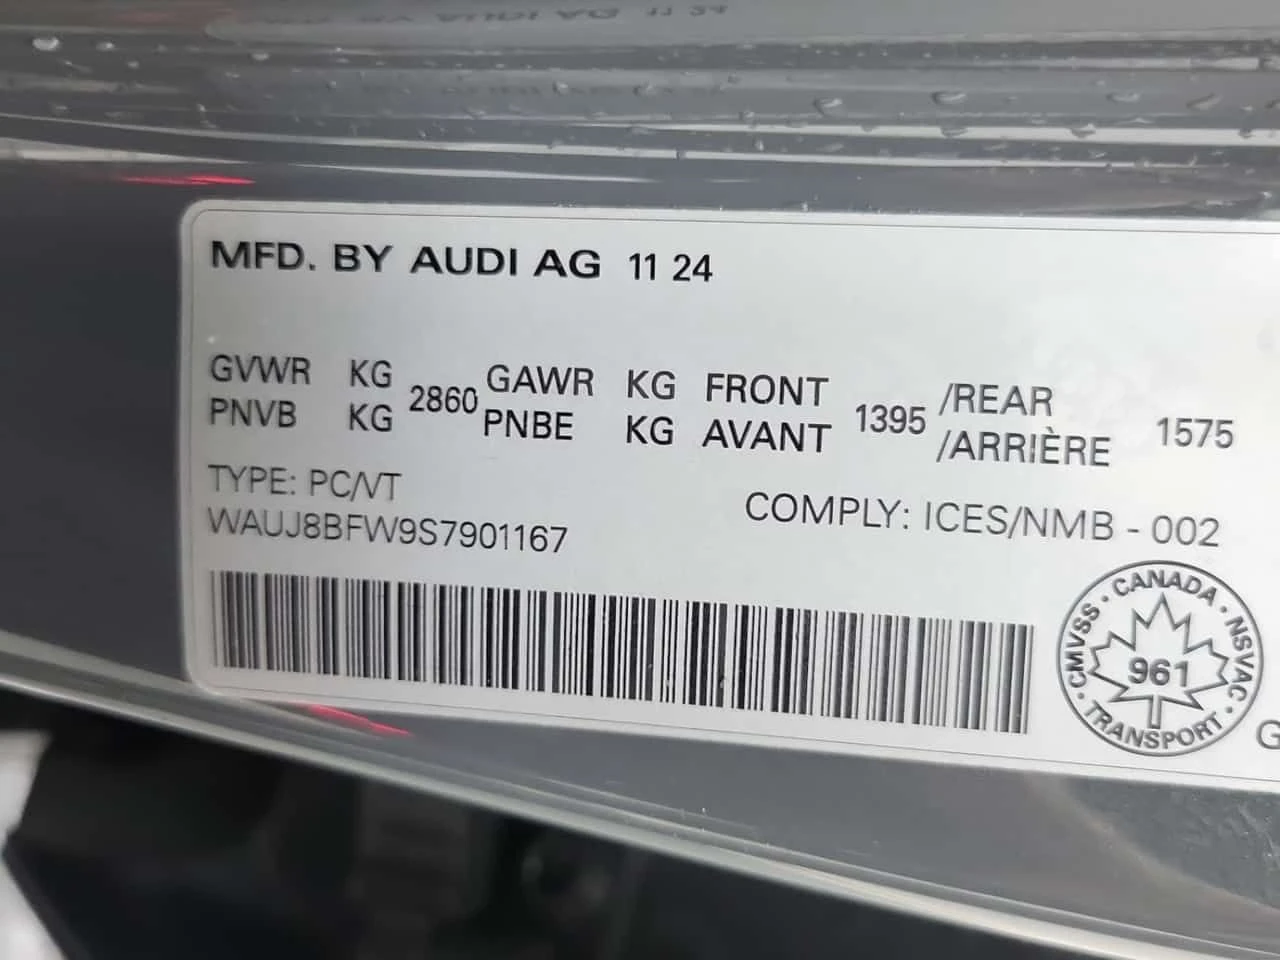 MFD. BY AUDI AG 11 24
GVWR KG 2860 GAWR KG FRONT 1395 /REAR 1575
PNVB KG PNBE KG AVANT /ARRIÈRE
TYPE: PC/VT
COMPLY: ICES/NMB - 002
WAUJ8BFW9S7901167
CMVSS · CANADA · NSVAC · TRANSPORT
961
G